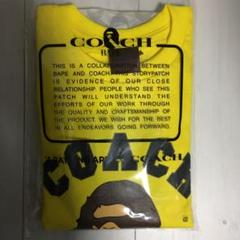 COACH
THIS IS A COLLABORATION BETWEEN
BAPE AND COACH. THIS STORYPATCH
IS EVIDENCE OF OUR CLOSE
RELATIONSHIP. PEOPLE WHO SEE THIS
PATCH WILL UNDERSTAND THE
EFFORTS OF OUR WORK THROUGH
THE QUALITY AND CRAFTSMANSHIP OF
THE PRODUCT. WE WISH FOR THE BEST
IN ALL ENDEAVORS GOING FORWARD.
COACH
COACH